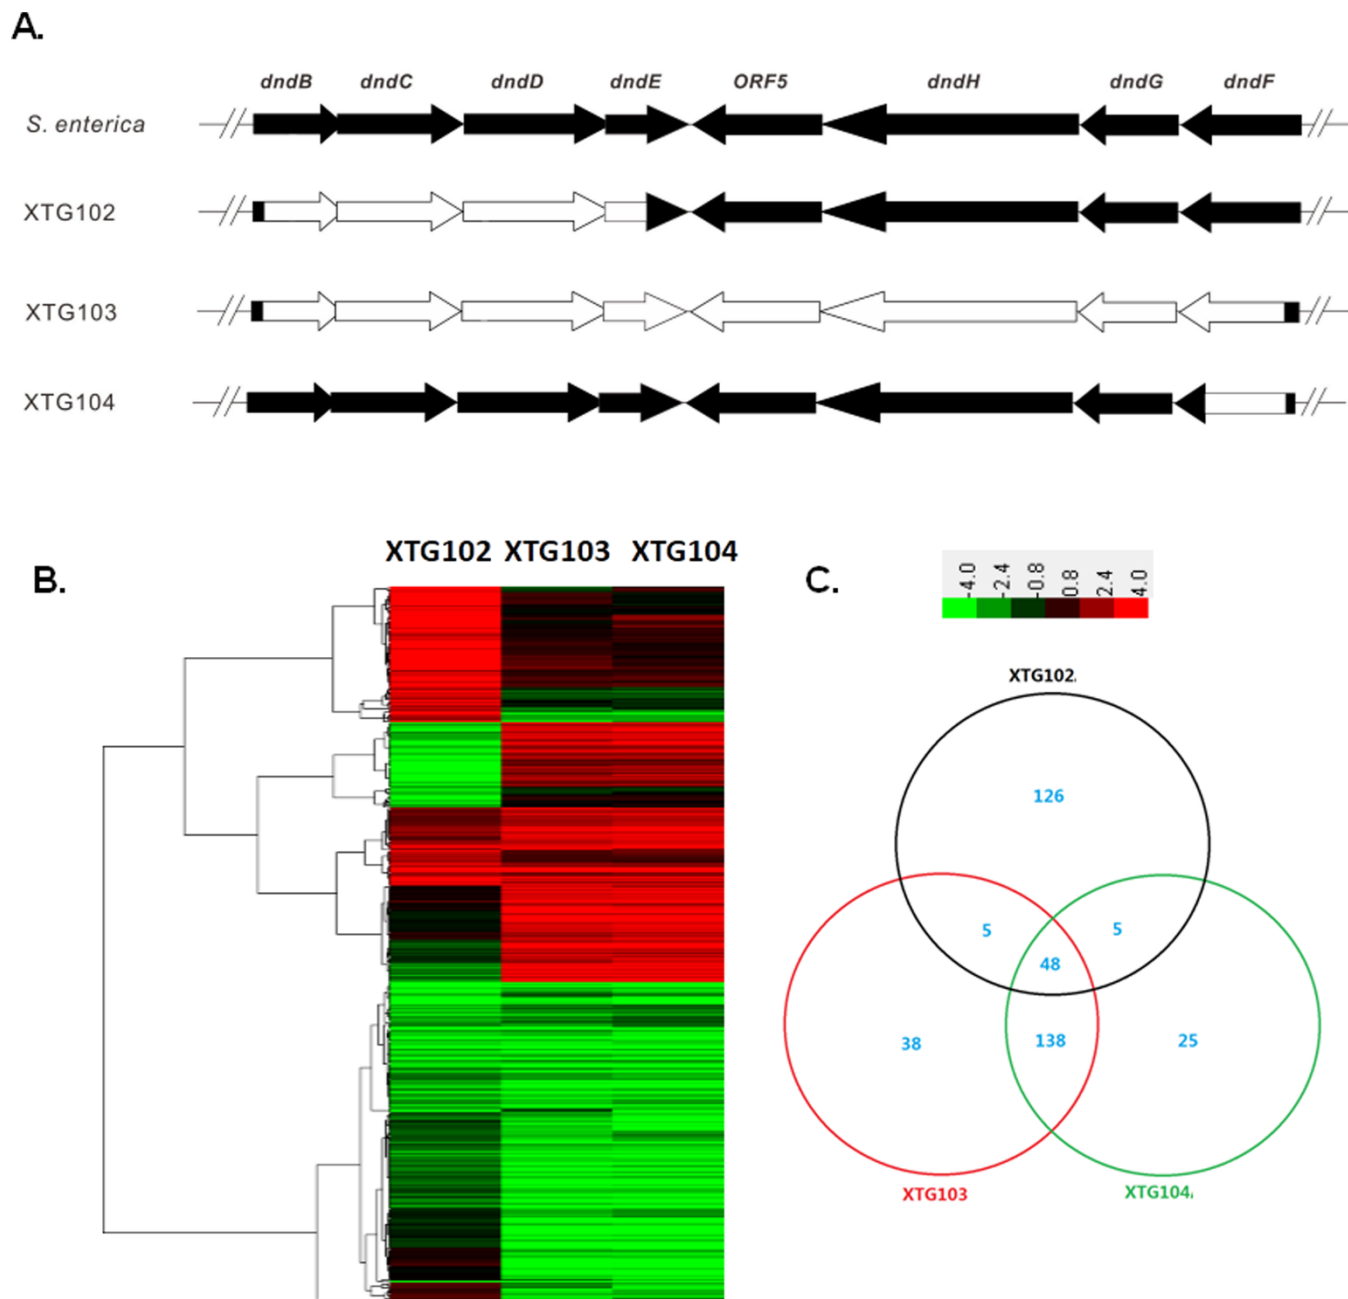 A.
dndB dndC dndD dndE ORF5 dndH dndG dndF
S. enterica
XTG102
XTG103
XTG104
B.
XTG102 XTG103 XTG104
C.
-4.0 -2.4 -0.8 0.8 2.4 4.0
XTG102
126
5 5
48
38 138 25
XTG103 XTG104